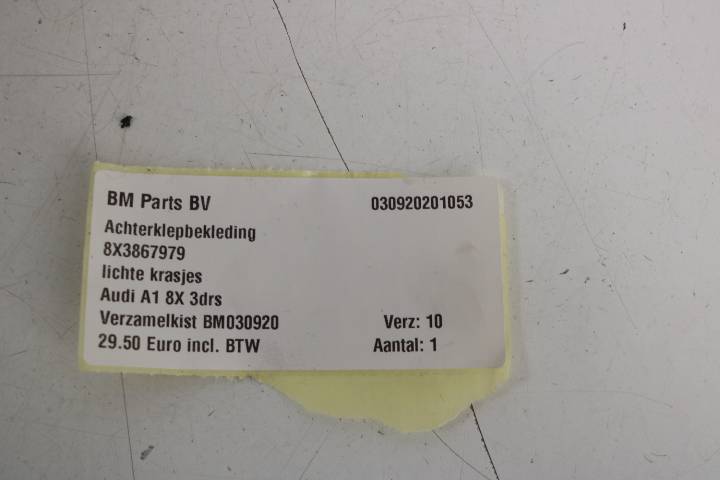 BM Parts BV 030920201053
Achterklepbekleding
8X3867979
lichte krasjes
Audi A1 8X 3drs
Verzamelkist BM030920 Verz: 10
29.50 Euro incl. BTW Aantal: 1